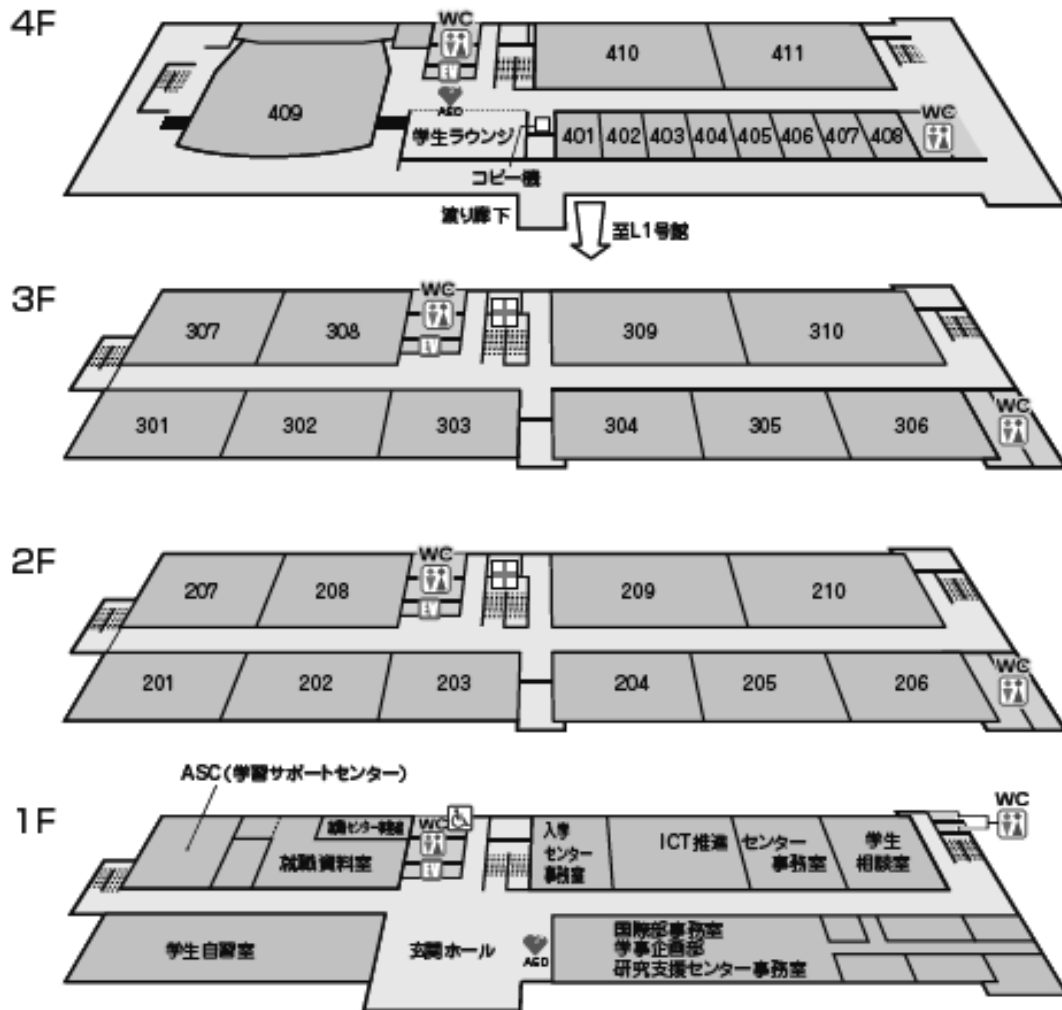 4F
WC
410
411
EV
409
AED
学生ラウンジ
401
402
403
404
405
406
407
408
WC
コピー機
渡り廊下
至L1号館
3F
WC
307
308
309
310
EV
301
302
303
304
305
306
WC
2F
WC
207
208
209
210
EV
201
202
203
204
205
206
WC
ASC(学習サポートセンター)
1F
WC
WC
入学
センター
事務室
ICT推進
センター
事務室
学生
相談室
就職資料室
EV
学生自習室
玄関ホール
AED
国際部事務室
学事企画部
研究支援センター事務室